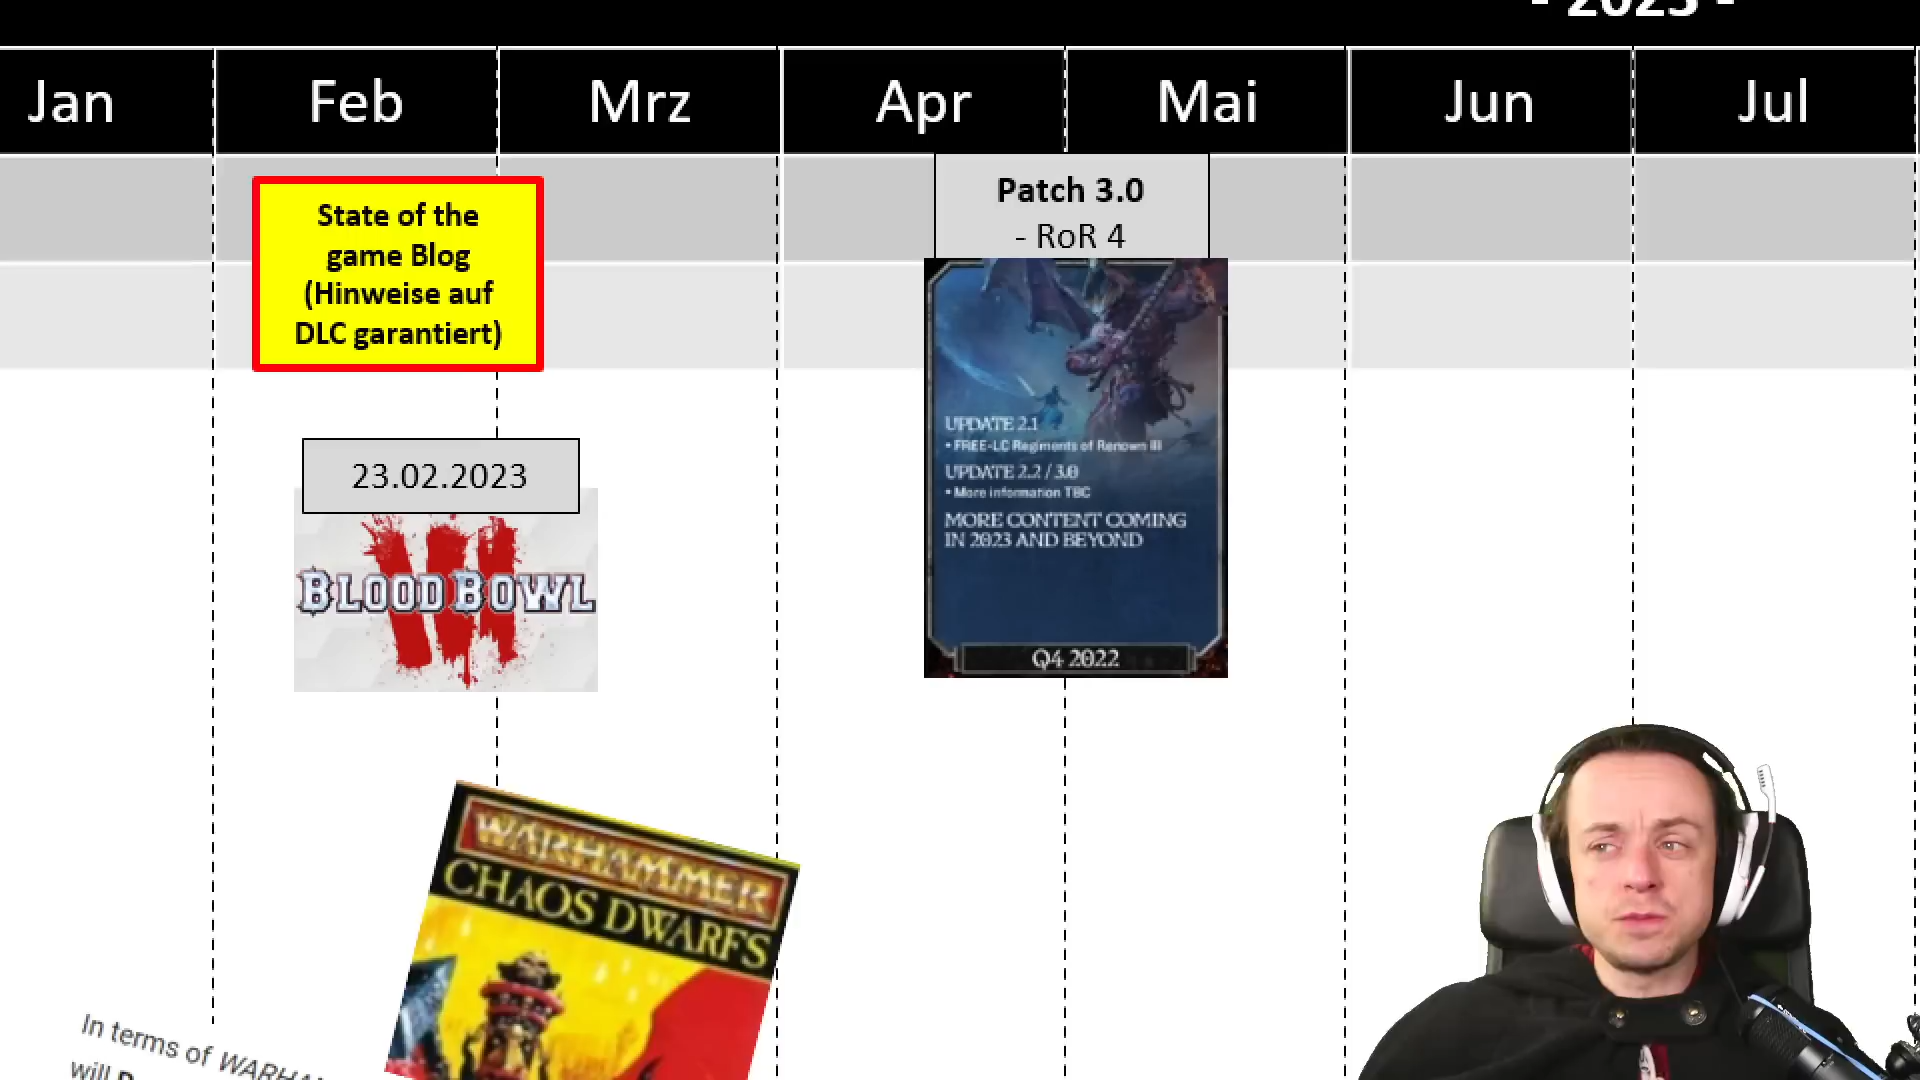 - 2023 -
Jan Feb Mrz Apr Mai Jun Jul
State of the
game Blog
(Hinweise auf
DLC garantiert)
Patch 3.0
- RoR 4
UPDATE 2.1
• FREE-LC Regiments of Renown III
UPDATE 2.2 / 3.0
• More information TBC
MORE CONTENT COMING
IN 2023 AND BEYOND
Q4 2022
23.02.2023
BLOOD BOWL
WARHAMMER
CHAOS DWARFS
In terms of WARHA
will